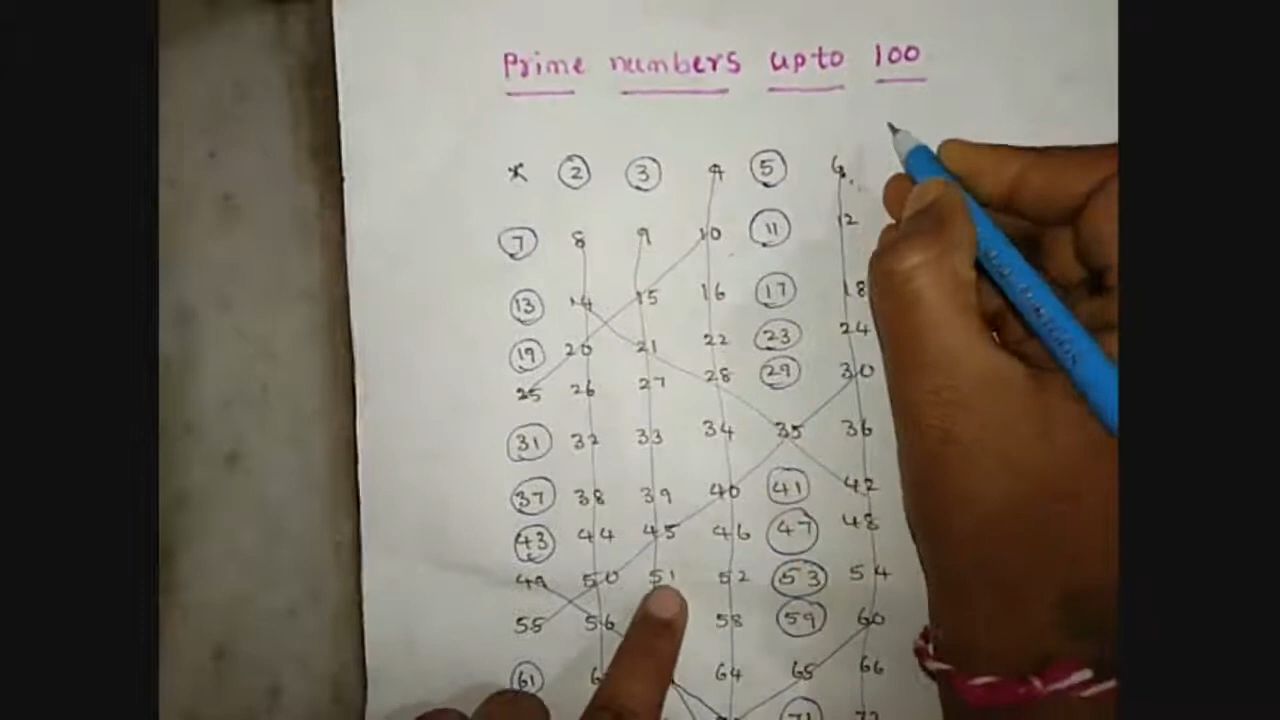 Prime numbers upto 100
2 3 4 5 6
7 8 9 10 11 12
13 14 15 16 17 18
19 20 21 22 23 24
25 26 27 28 29 30
31 32 33 34 35 36
37 38 39 40 41 42
43 44 45 46 47 48
49 50 51 52 53 54
55 56 58 59 60
61 64 65 66
71 72